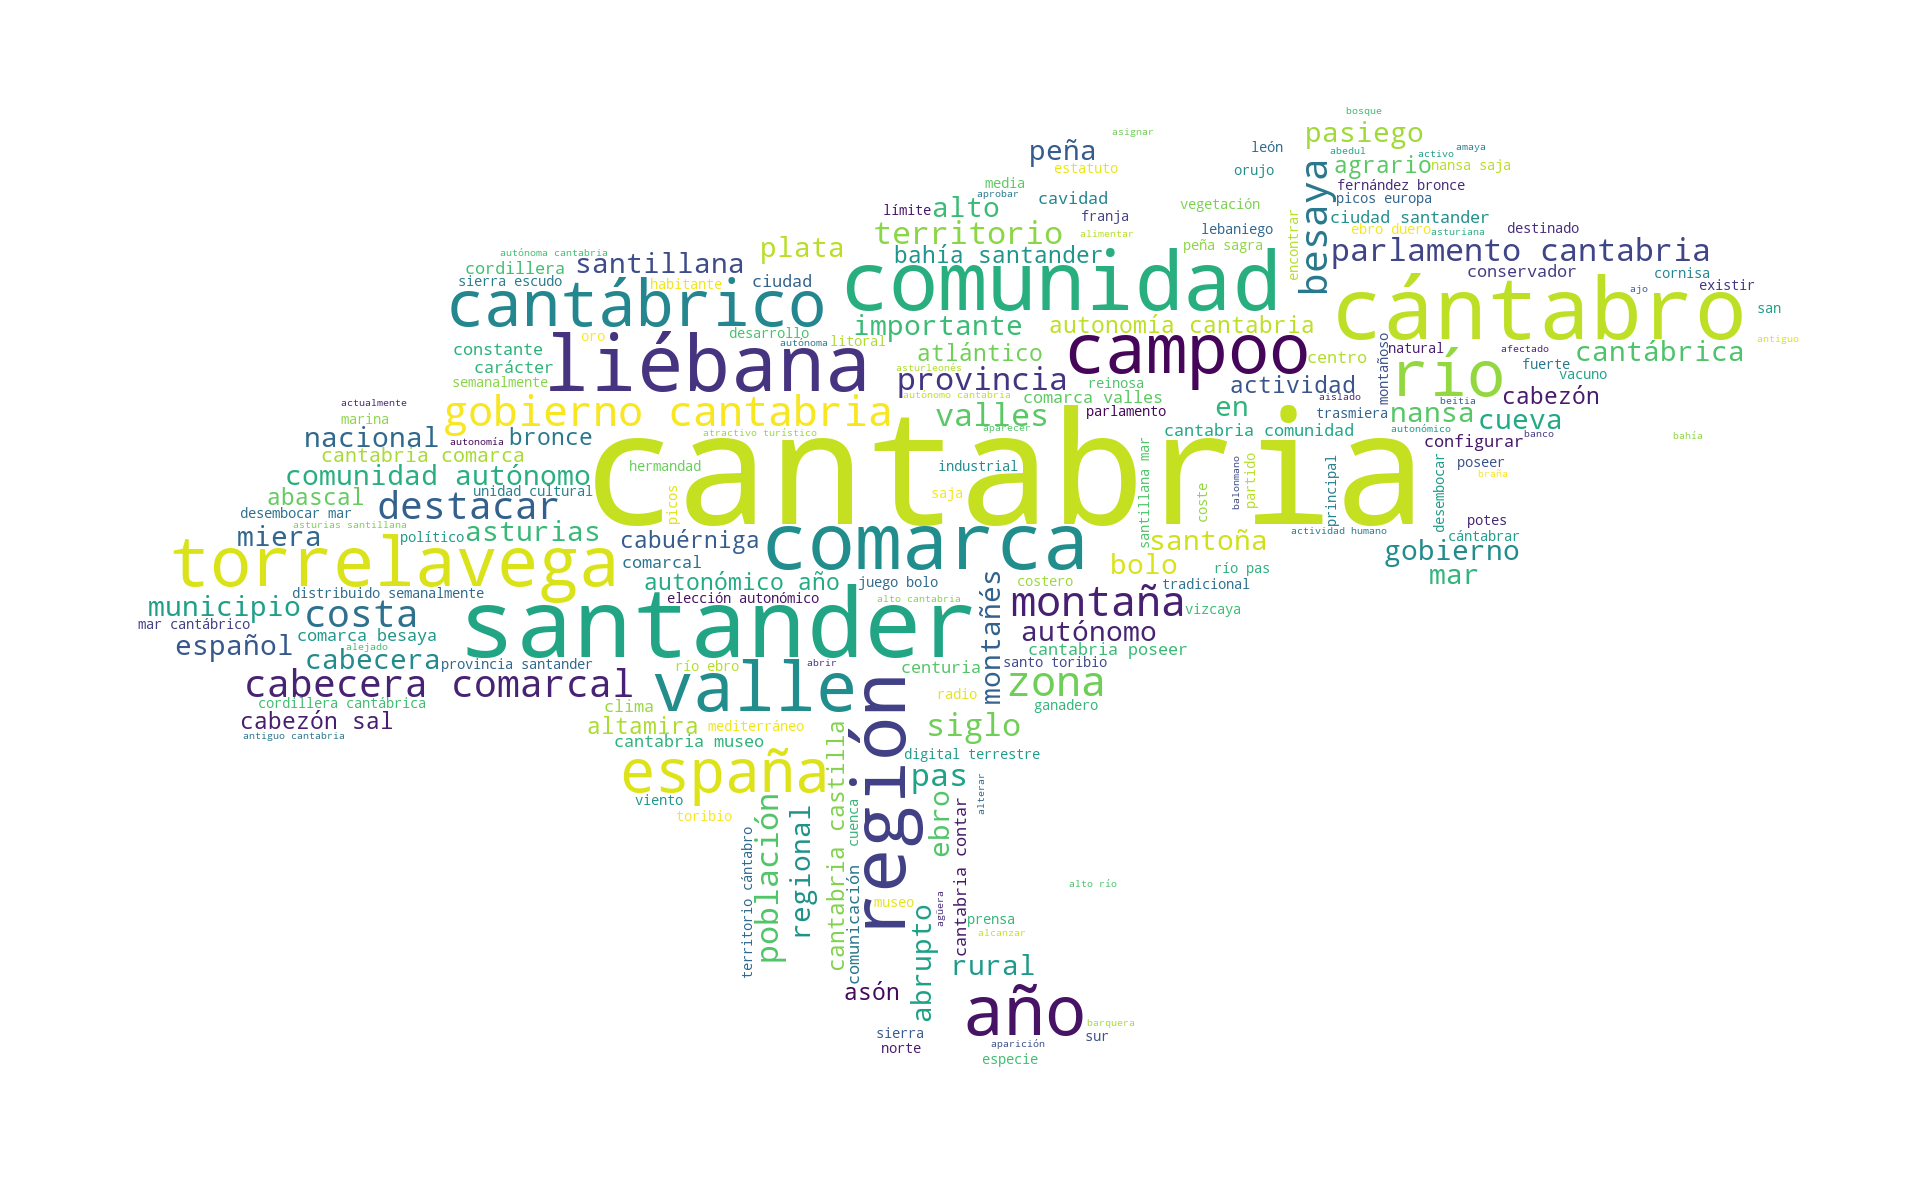 bosque
asignar
pasiego
león
peña
abedul
activo
amaya
estatuto
orujo
agrario
nansa saja
media
fernández bronce
aprobar
cavidad
picos europa
límite
alto
franja
vegetación
ciudad santander
besaya
lebaniego
ebro duero
asturiana
destinado
territorio
alimentar
encontrar
autónoma cantabria
plata
peña sagra
parlamento cantabria
bahía santander
santillana
cordillera
conservador
cornisa
sierra escudo
habitante
ciudad
comunidad
existir
ajo
cantábrico
cántabro
san
importante
autonomía cantabria
oro
desarrollo
autónoma
litoral
antiguo
constante
atlántico
campoo
centro
montañoso
natural
afectado
cantábrica
carácter
liébana
asturleonés
fuerte
semanalmente
provincia
reinosa
actividad
río
vacuno
autónomo cantabria
comarca valles
aislado
cabezón
actualmente
gobierno cantabria
valles
parlamento
en
trasmiera
nansa
beitia
cueva
marina
nacional
autonomía
bronce
atractivo turístico
aparecer
cantabria comunidad
autonómico
configurar
banco
bahía
cantabria comarca
cantabria
hermandad
industrial
poseer
comunidad autónomo
braña
unidad cultural
picos
saja
santillana mar
coste
balonmano
partido
principal
desembocar
abascal
destacar
desembocar mar
asturias santillana
potes
miera
político
asturias
cabuérniga
comarca
santoña
actividad humano
cántabrar
gobierno
torrelavega
comarcal
bolo
río pas
mar
autonómico año
juego bolo
costero
tradicional
distribuido semanalmente
elección autonómico
alto cantabria
montañés
montaña
vizcaya
municipio
costa
santander
mar cantábrico
comarca besaya
autónomo
español
alejado
cantabria poseer
cabecera
provincia santander
río ebro
abrir
centuria
santo toribio
cabecera comarcal
valle
región
zona
cordillera cantábrica
clima
radio
ganadero
cabezón sal
altamira
mediterráneo
siglo
antiguo cantabria
cantabria museo
cantabria castilla
digital terrestre
españa
pas
alterar
viento
toribio
población
regional
cuenca
ebro
cantabria contar
territorio cántabro
comunicación
alto río
museo
agüera
prensa
abrupto
alcanzar
rural
asón
año
barquera
sierra
sur
norte
aparición
especie